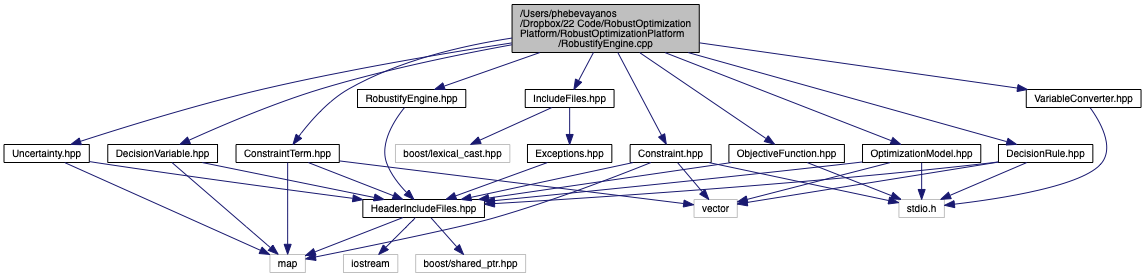 /Users/phebevayanos
/Dropbox/22 Code/RobustOptimization
Platform/RobustOptimizationPlatform
/RobustifyEngine.cpp
RobustifyEngine.hpp
IncludeFiles.hpp
VariableConverter.hpp
Uncertainty.hpp
DecisionVariable.hpp
ConstraintTerm.hpp
boost/lexical_cast.hpp
Exceptions.hpp
Constraint.hpp
ObjectiveFunction.hpp
OptimizationModel.hpp
DecisionRule.hpp
HeaderIncludeFiles.hpp
vector
stdio.h
map
iostream
boost/shared_ptr.hpp